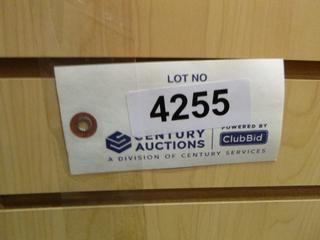 LOT NO
4255
CENTURY
AUCTIONS
POWERED BY
ClubBid
A DIVISION OF CENTURY SERVICES